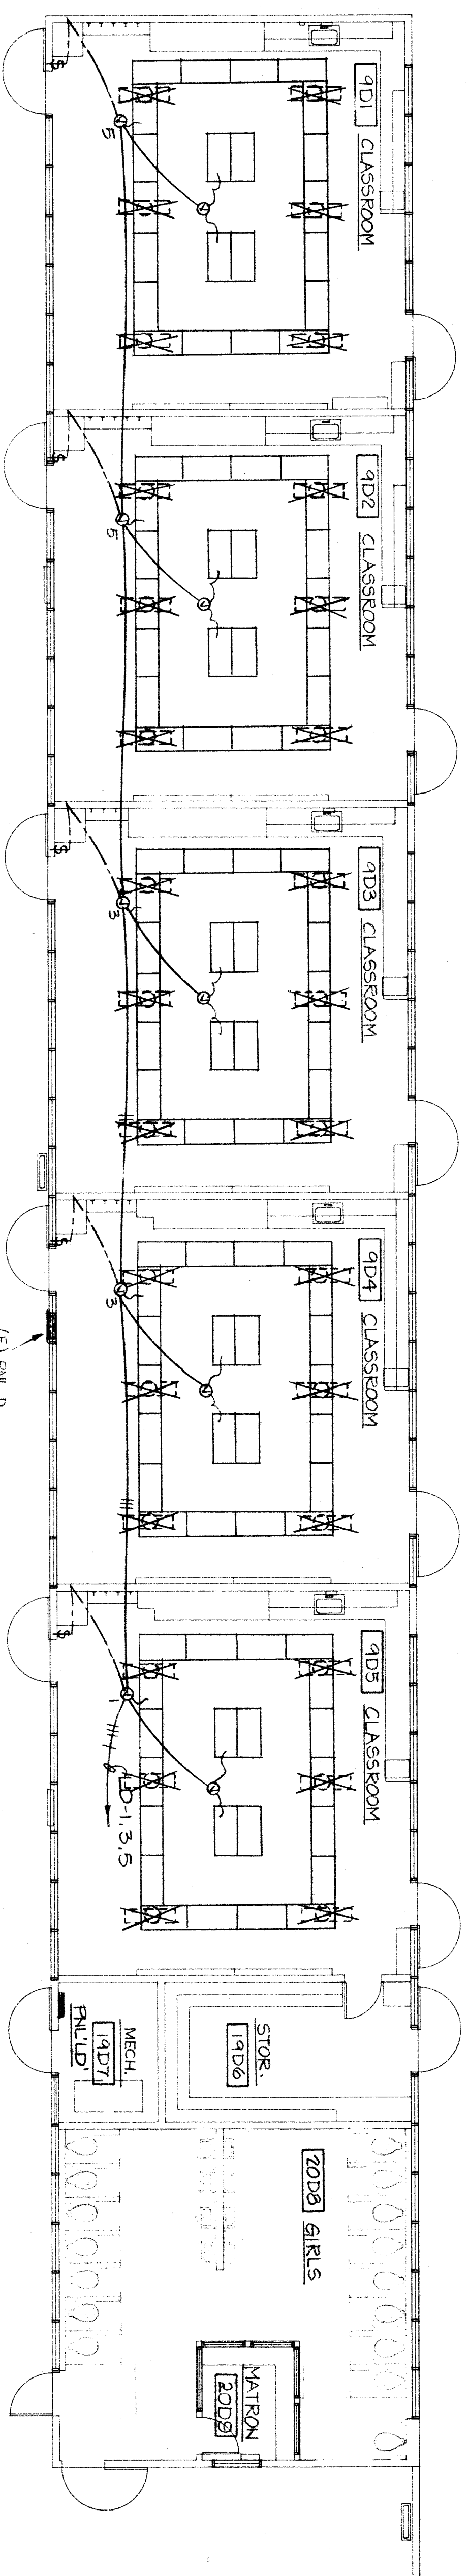 9D1 CLASSROOM
$
5
9D2 CLASSROOM
$
5
9D3 CLASSROOM
$
3
9D4 CLASSROOM
$
3
(E) PNL D
9D5 CLASSROOM
$
1
LD-1,3,5
STOR.
19D6
MECH.
19D7
PNL 'LD'
20D8 GIRLS
MATRON
20D9